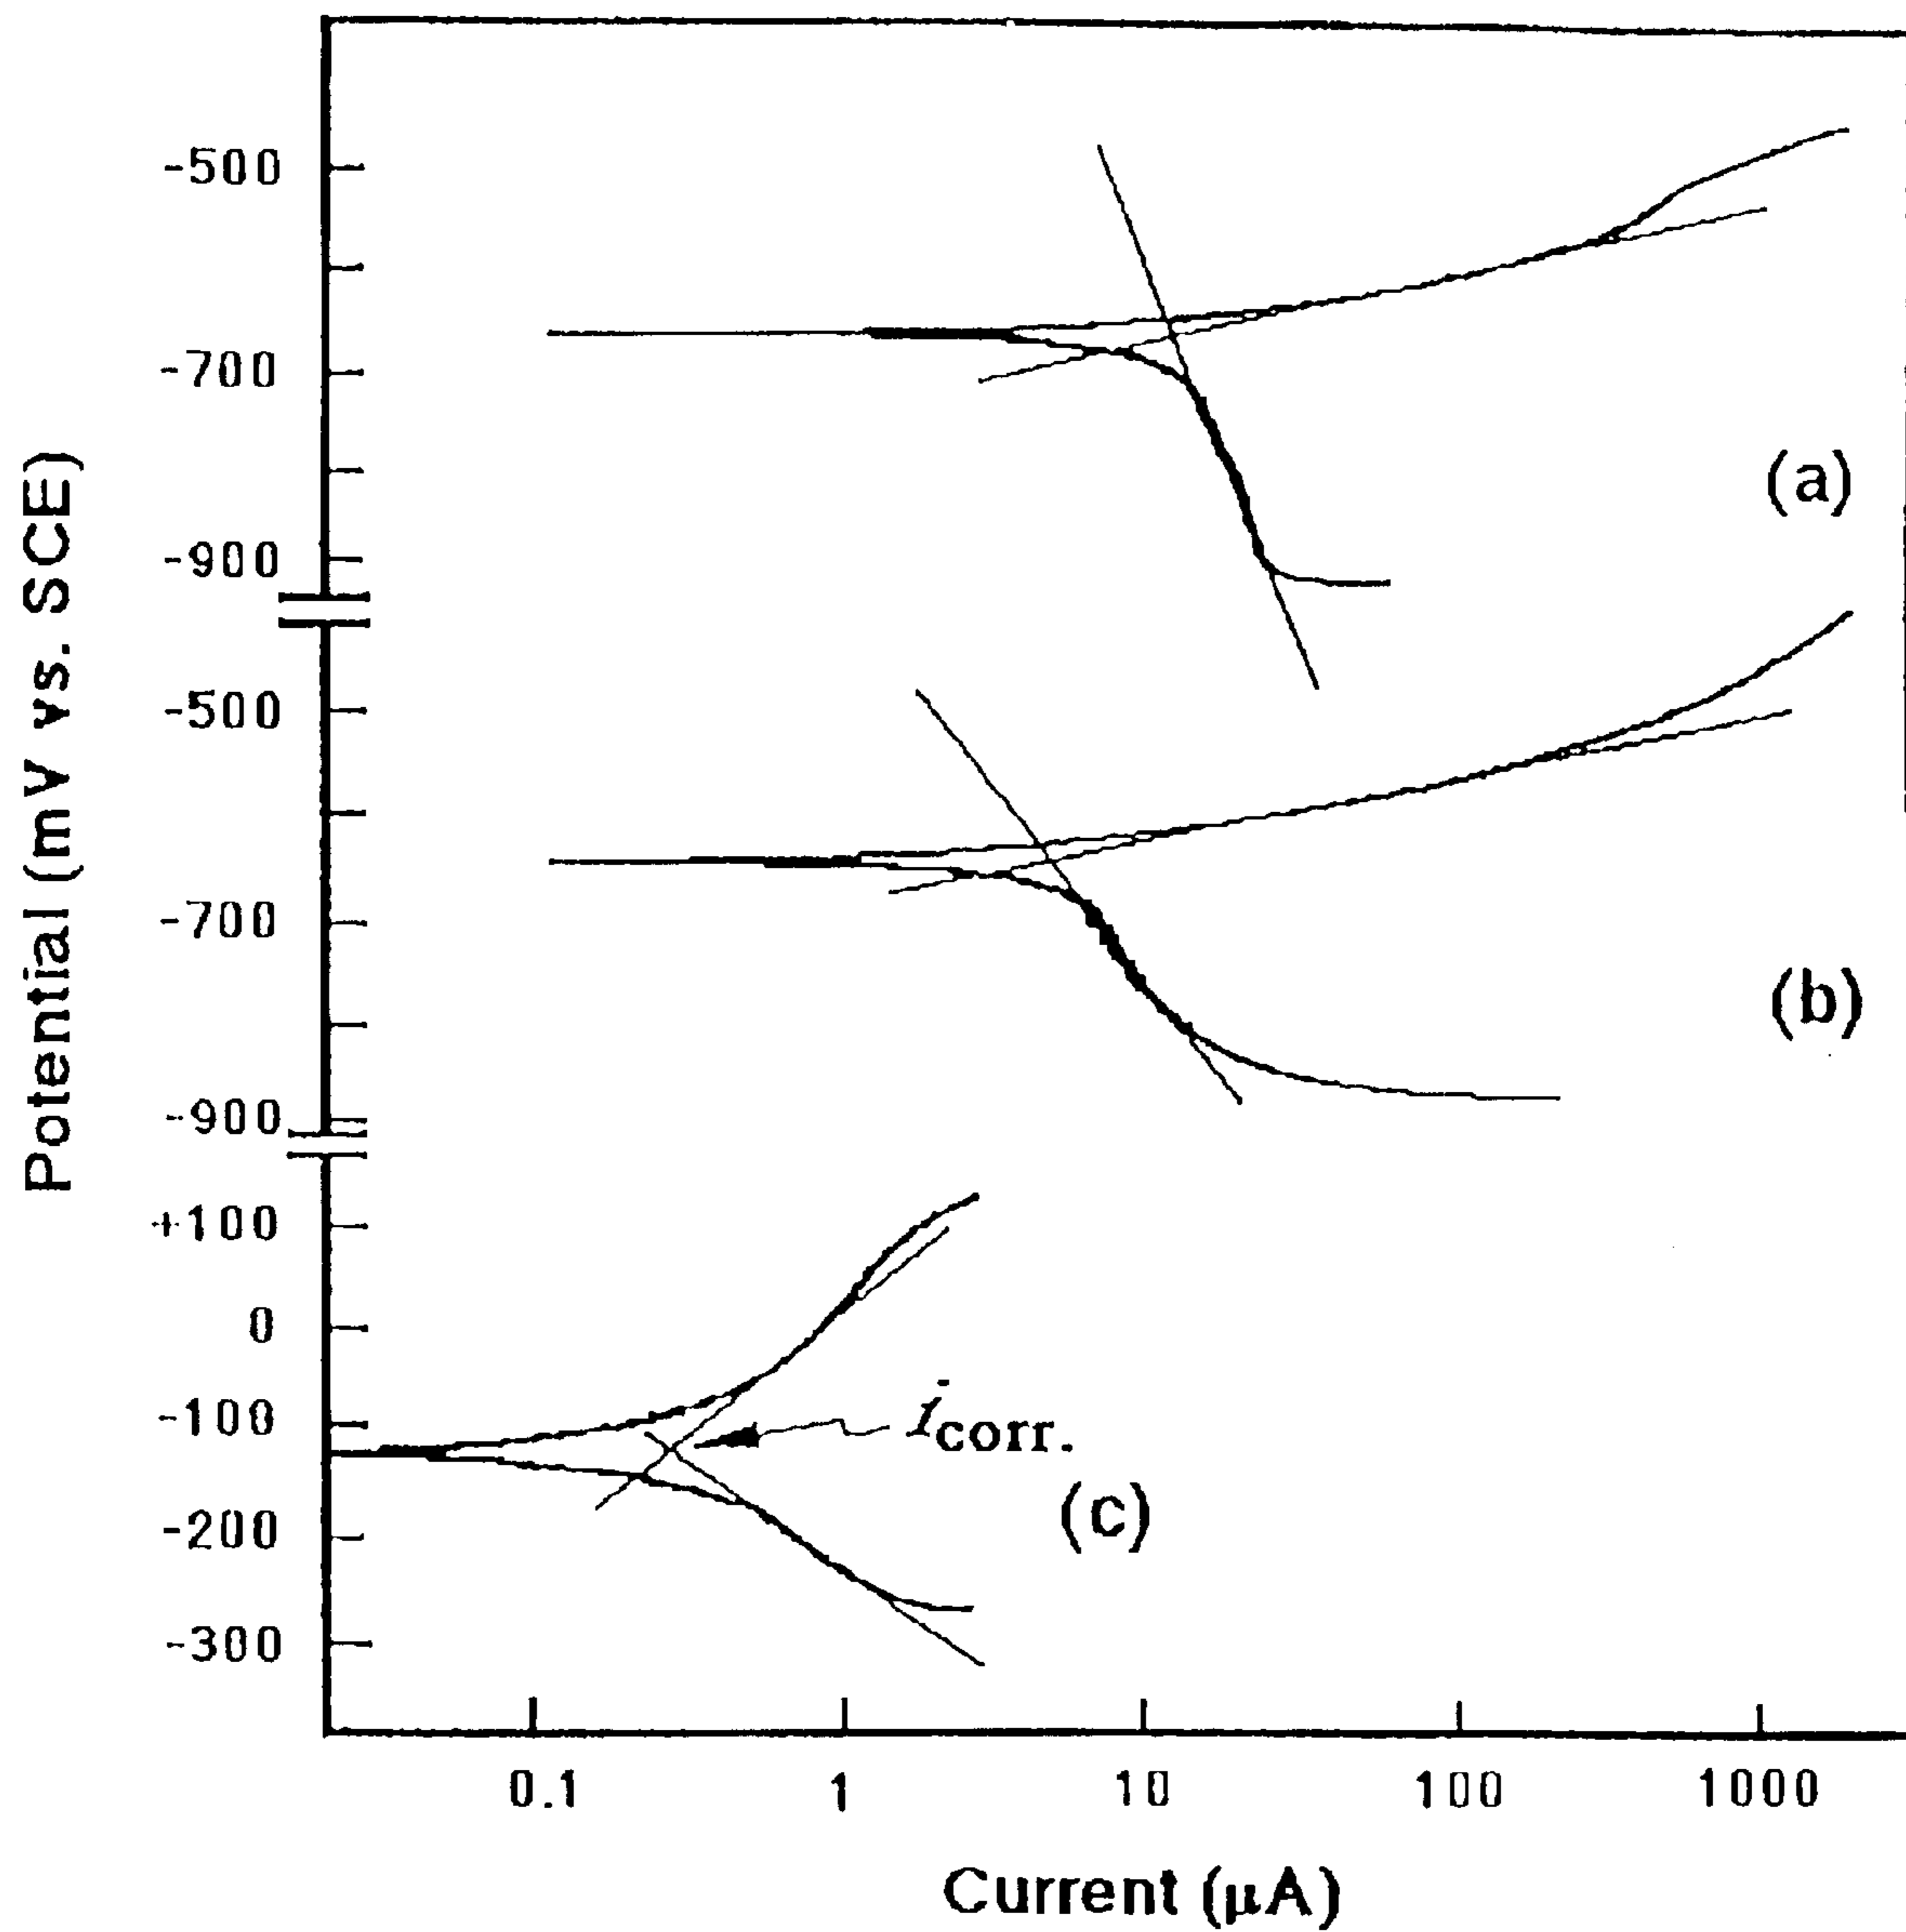 Potential (mV vs. SCE)
-500
-700
(a)
-900
-500
-700
(b)
-900
+100
0
-100
i corr.
(c)
-200
-300
0.1 1 10 100 1000
Current (μA)